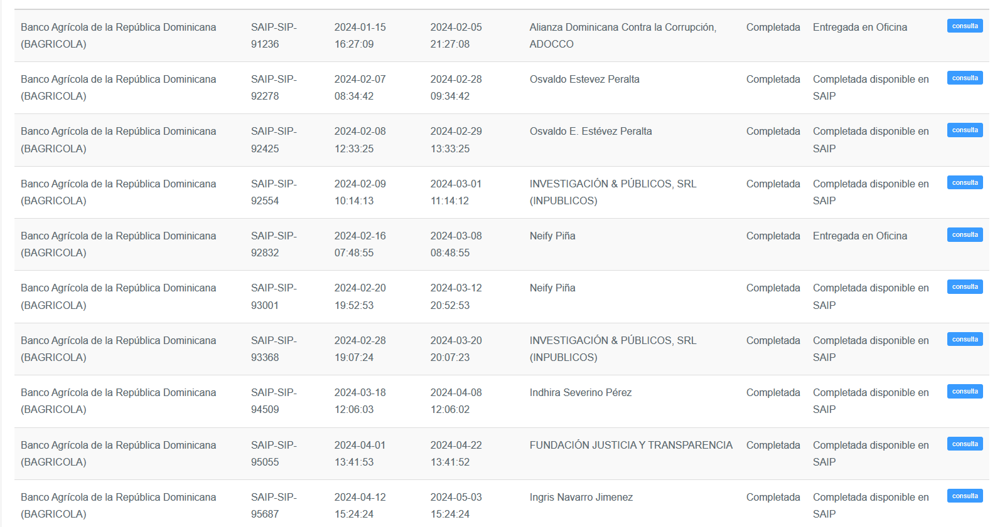 Banco Agrícola de la República Dominicana SAIP-SIP- 2024-01-15 2024-02-05 Alianza Dominicana Contra la Corrupción, Completada Entregada en Oficina consulta
(BAGRICOLA) 91236 16:27:09 21:27:08 ADOCCO
Banco Agrícola de la República Dominicana SAIP-SIP- 2024-02-07 2024-02-28 Osvaldo Estevez Peralta Completada Completada disponible en consulta
(BAGRICOLA) 92278 08:34:42 09:34:42 SAIP
Banco Agrícola de la República Dominicana SAIP-SIP- 2024-02-08 2024-02-29 Osvaldo E. Estévez Peralta Completada Completada disponible en consulta
(BAGRICOLA) 92425 12:33:25 13:33:25 SAIP
Banco Agrícola de la República Dominicana SAIP-SIP- 2024-02-09 2024-03-01 INVESTIGACIÓN & PÚBLICOS, SRL Completada Completada disponible en consulta
(BAGRICOLA) 92554 10:14:13 11:14:12 (INPUBLICOS) SAIP
Banco Agrícola de la República Dominicana SAIP-SIP- 2024-02-16 2024-03-08 Neify Piña Completada Entregada en Oficina consulta
(BAGRICOLA) 92832 07:48:55 08:48:55
Banco Agrícola de la República Dominicana SAIP-SIP- 2024-02-20 2024-03-12 Neify Piña Completada Completada disponible en consulta
(BAGRICOLA) 93001 19:52:53 20:52:53 SAIP
Banco Agrícola de la República Dominicana SAIP-SIP- 2024-02-28 2024-03-20 INVESTIGACIÓN & PÚBLICOS, SRL Completada Completada disponible en consulta
(BAGRICOLA) 93368 19:07:24 20:07:23 (INPUBLICOS) SAIP
Banco Agrícola de la República Dominicana SAIP-SIP- 2024-03-18 2024-04-08 Indhira Severino Pérez Completada Completada disponible en consulta
(BAGRICOLA) 94509 12:06:03 12:06:02 SAIP
Banco Agrícola de la República Dominicana SAIP-SIP- 2024-04-01 2024-04-22 FUNDACIÓN JUSTICIA Y TRANSPARENCIA Completada Completada disponible en consulta
(BAGRICOLA) 95055 13:41:53 13:41:52 SAIP
Banco Agrícola de la República Dominicana SAIP-SIP- 2024-04-12 2024-05-03 Ingris Navarro Jimenez Completada Completada disponible en consulta
(BAGRICOLA) 95687 15:24:24 15:24:24 SAIP